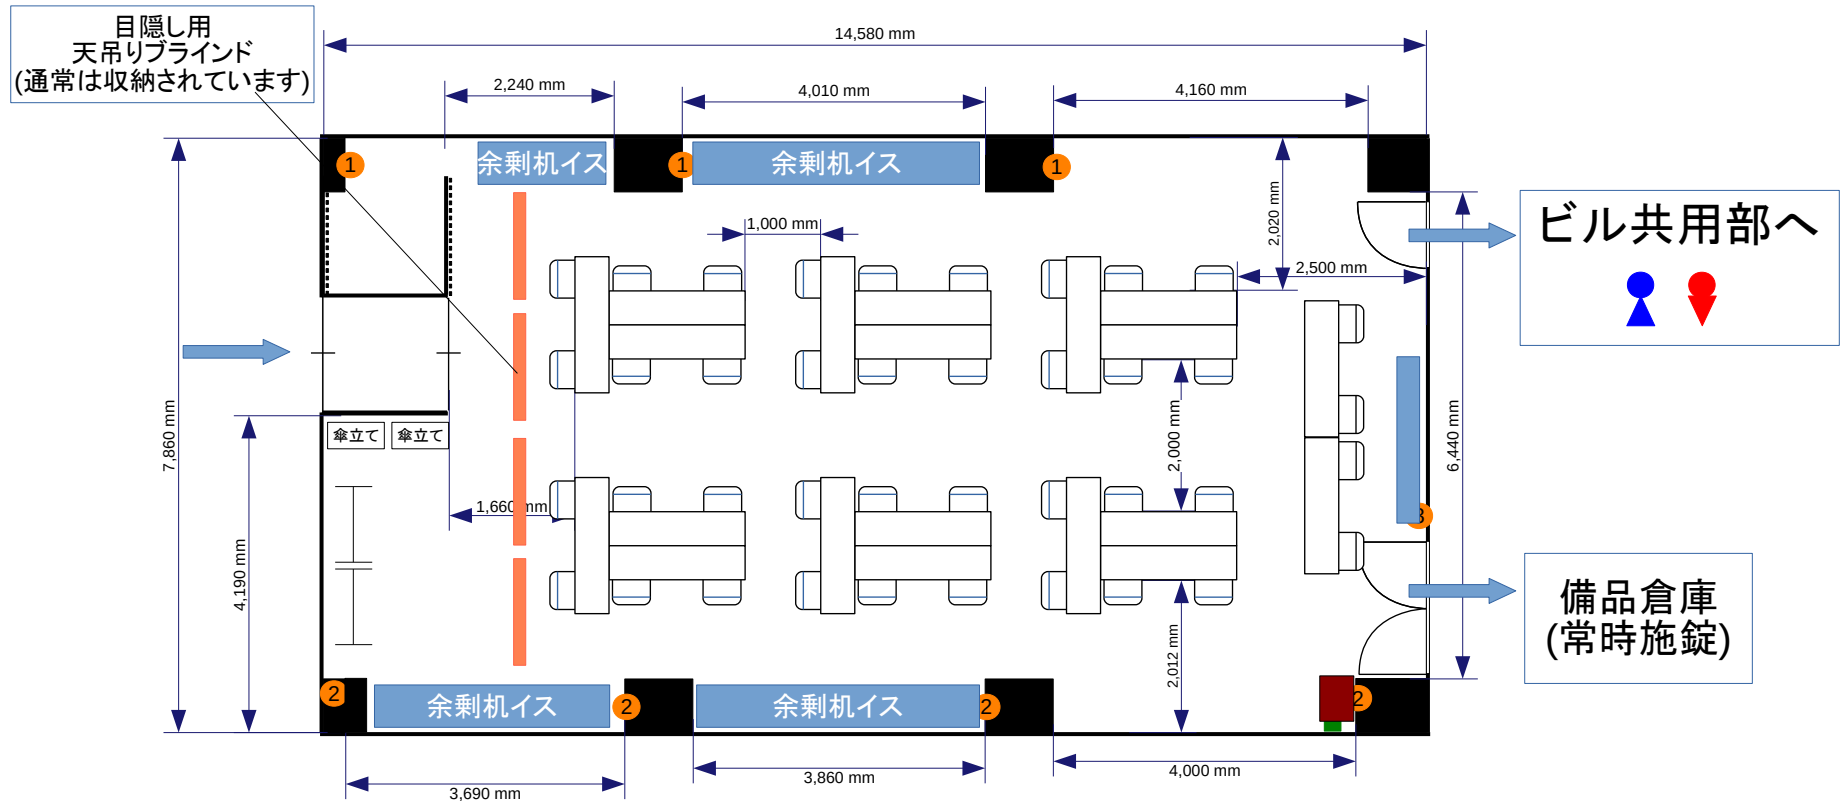 目隠し用
天吊りブラインド
(通常は収納されています)
14,580 mm
2,240 mm
4,010 mm
4,160 mm
1
余剰机イス
1
余剰机イス
1
2,020 mm
1,000 mm
2,500 mm
ビル共用部へ
7,860 mm
傘立て
傘立て
2,000 mm
6,440 mm
1,660 mm
3
4,190 mm
備品倉庫
(常時施錠)
2,012 mm
2
余剰机イス
2
余剰机イス
2
2
3,690 mm
3,860 mm
4,000 mm